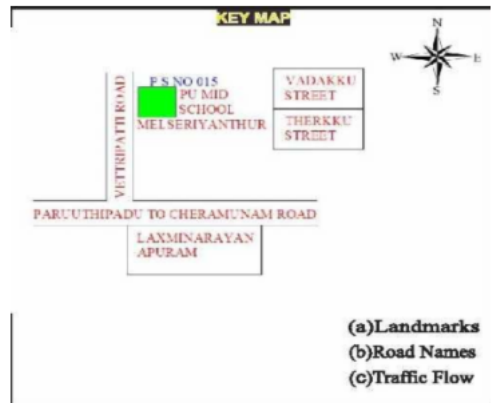 KEY MAP
N
W E
S
P.S NO 015
PU MID
SCHOOL
MELSERIYANTHUR
VADAKKU
STREET
THERKKU
STREET
VETTRIPATTI ROAD
PARUUTHIPADU TO CHERAMUNAM ROAD
LAXMINARAYAN
APURAM
(a)Landmarks
(b)Road Names
(c)Traffic Flow